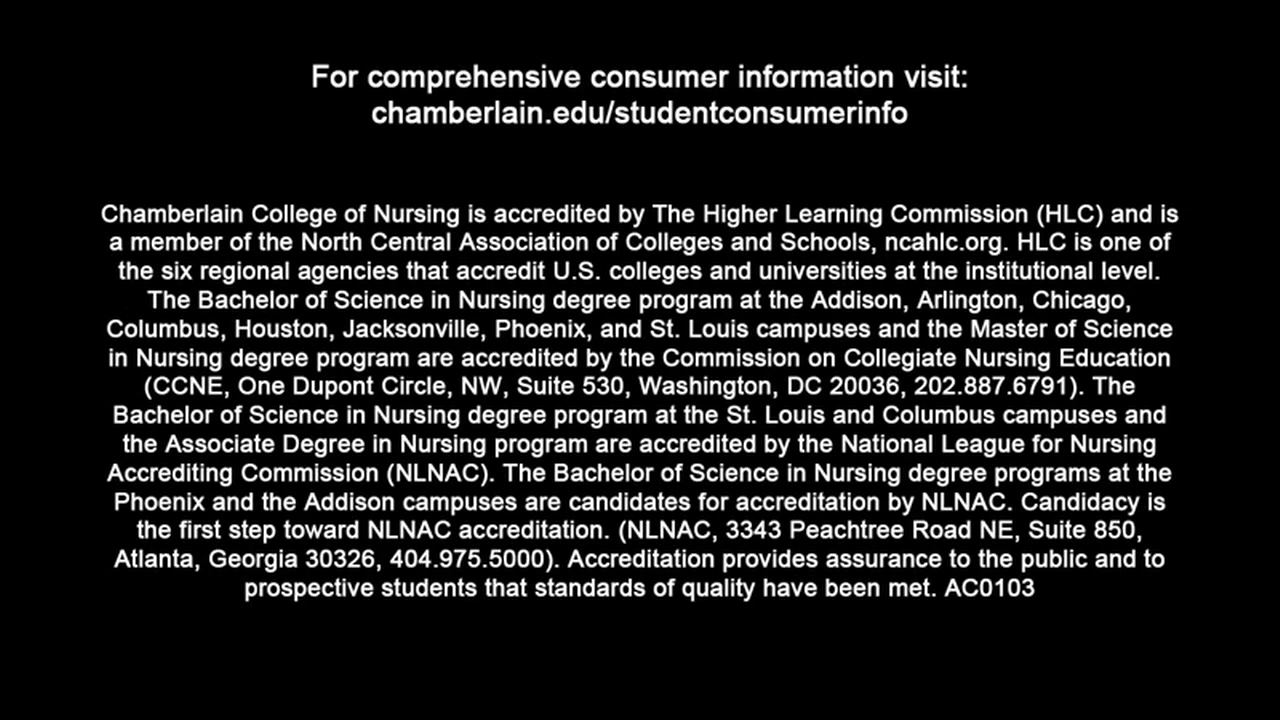 For comprehensive consumer information visit:
chamberlain.edu/studentconsumerinfo
Chamberlain College of Nursing is accredited by The Higher Learning Commission (HLC) and is
a member of the North Central Association of Colleges and Schools, ncahlc.org. HLC is one of
the six regional agencies that accredit U.S. colleges and universities at the institutional level.
The Bachelor of Science in Nursing degree program at the Addison, Arlington, Chicago,
Columbus, Houston, Jacksonville, Phoenix, and St. Louis campuses and the Master of Science
in Nursing degree program are accredited by the Commission on Collegiate Nursing Education
(CCNE, One Dupont Circle, NW, Suite 530, Washington, DC 20036, 202.887.6791). The
Bachelor of Science in Nursing degree program at the St. Louis and Columbus campuses and
the Associate Degree in Nursing program are accredited by the National League for Nursing
Accrediting Commission (NLNAC). The Bachelor of Science in Nursing degree programs at the
Phoenix and the Addison campuses are candidates for accreditation by NLNAC. Candidacy is
the first step toward NLNAC accreditation. (NLNAC, 3343 Peachtree Road NE, Suite 850,
Atlanta, Georgia 30326, 404.975.5000). Accreditation provides assurance to the public and to
prospective students that standards of quality have been met. AC0103